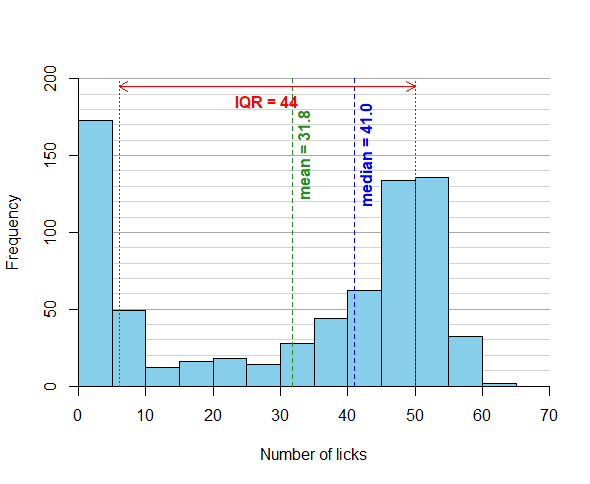 IQR = 44
mean = 31.8
median = 41.0
Frequency
200
150
100
50
0
0 10 20 30 40 50 60 70
Number of licks